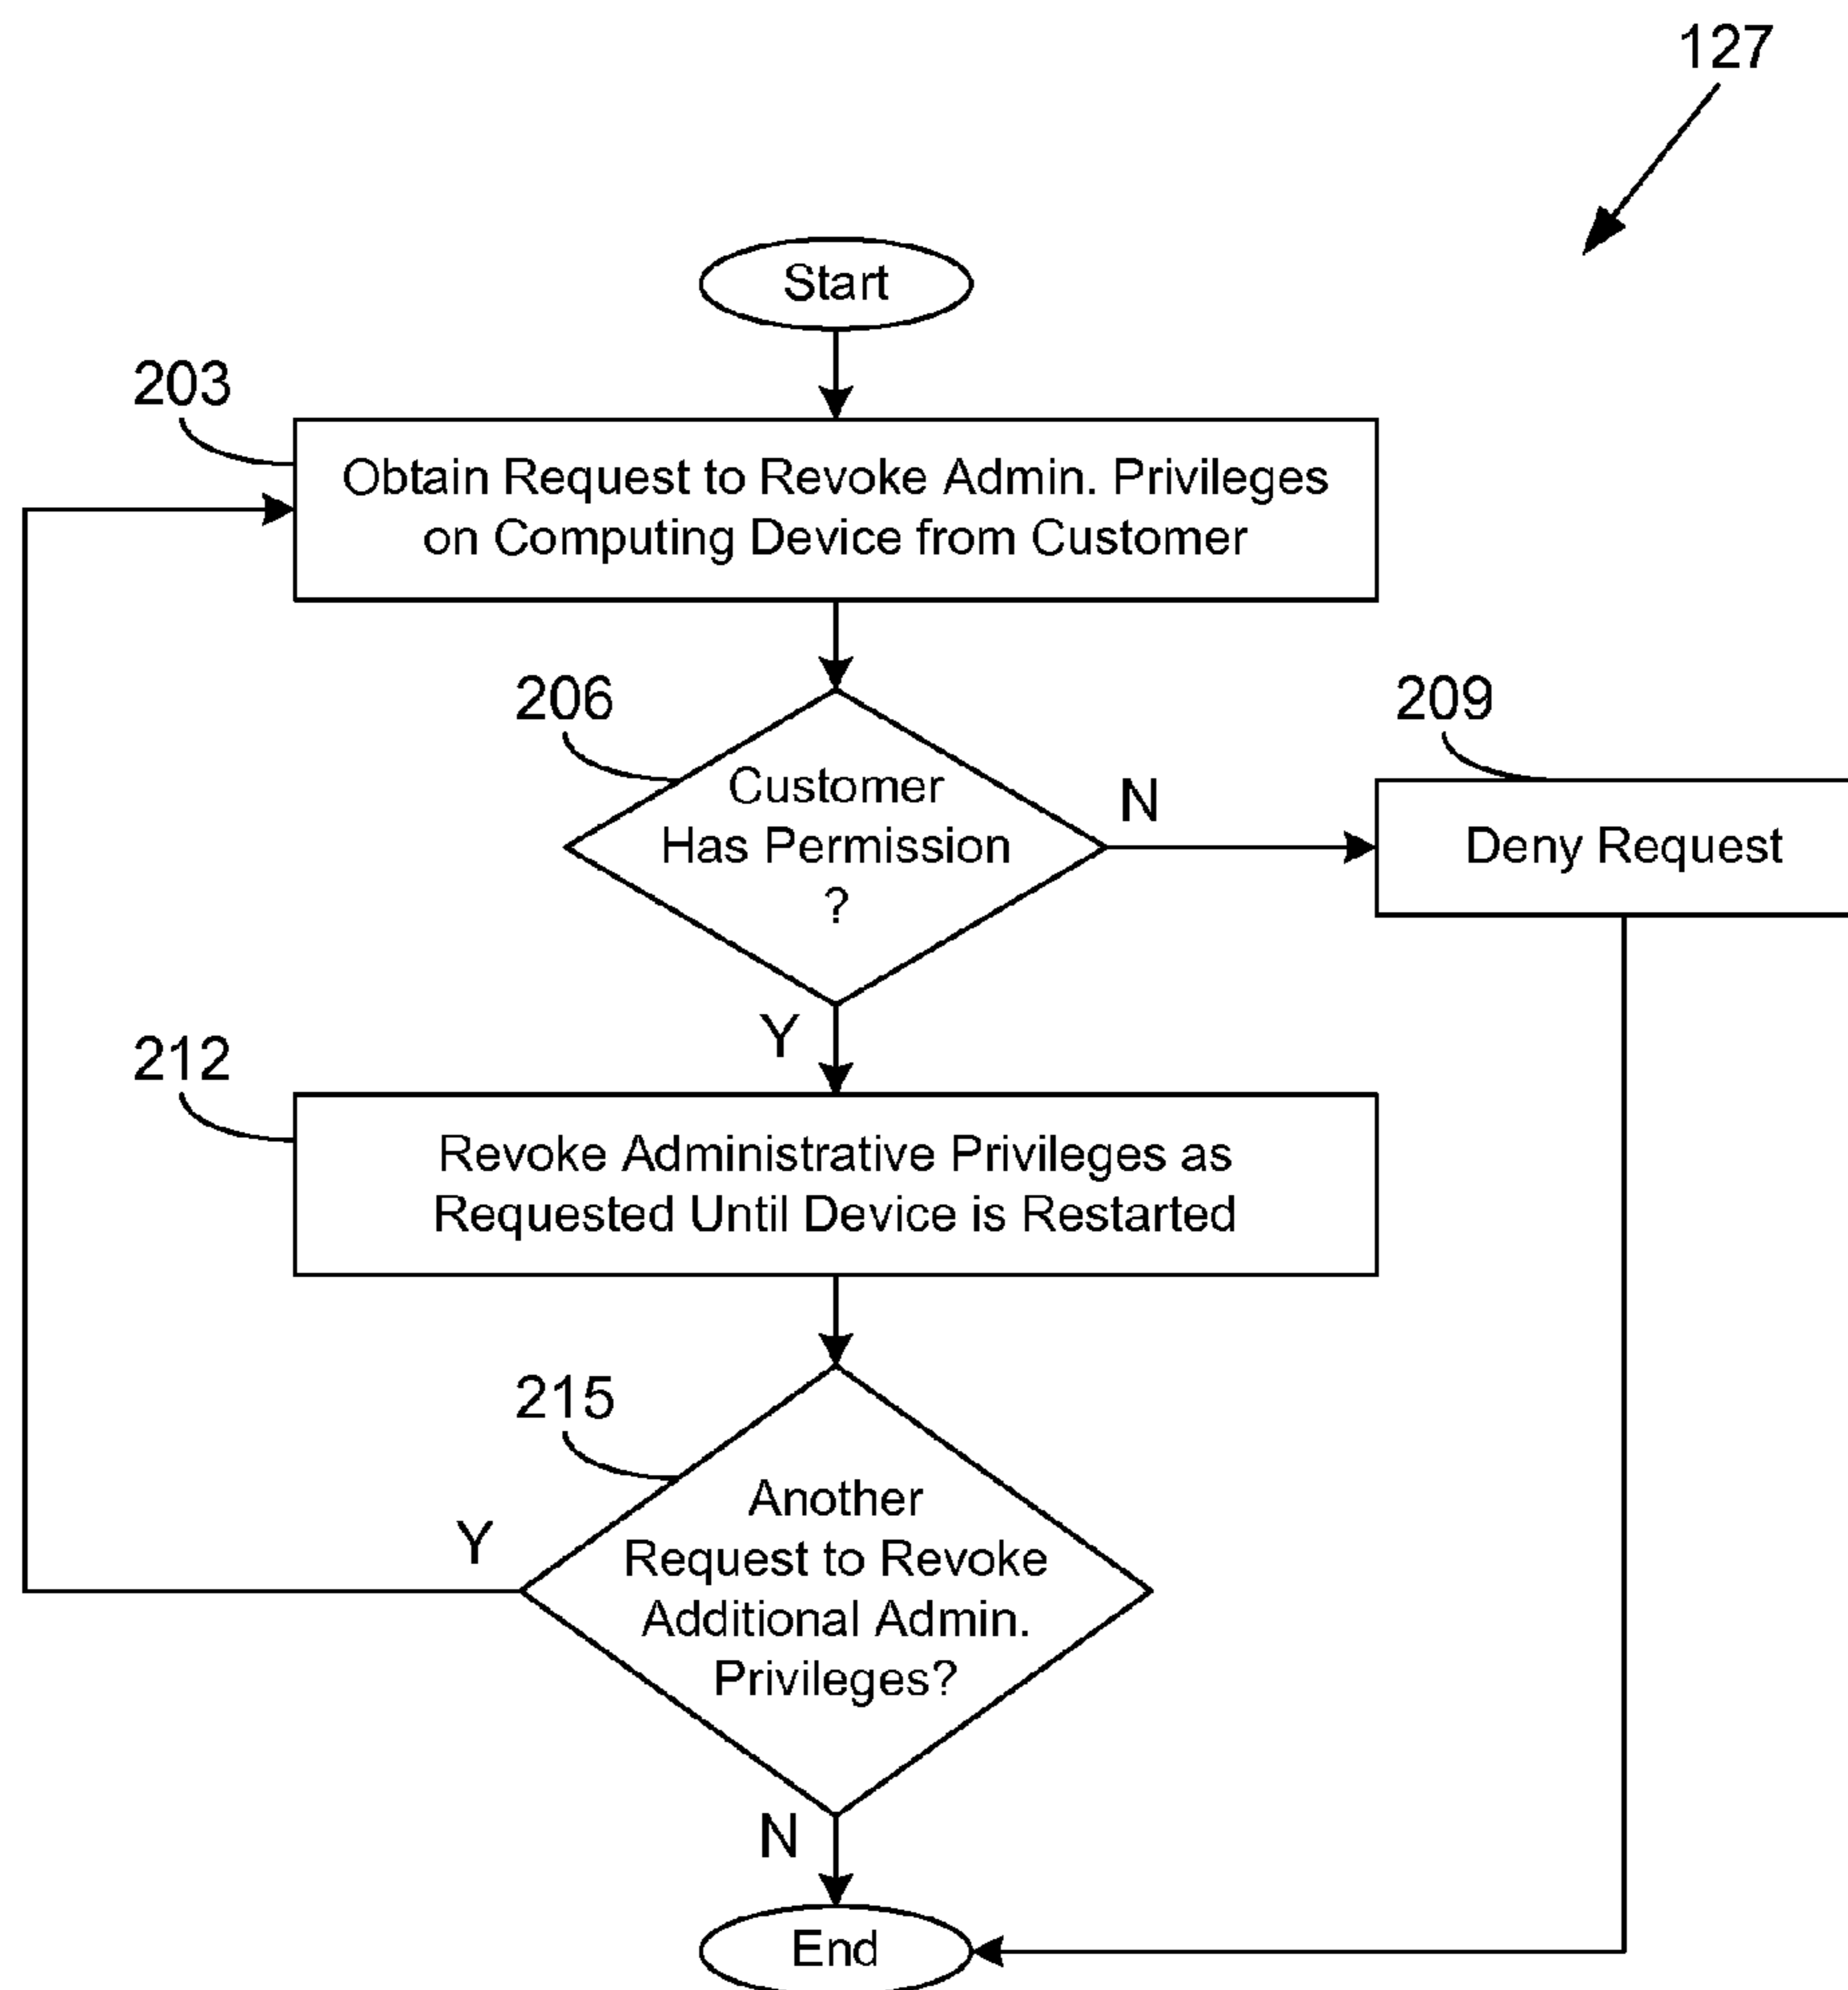 127
Start
203
Obtain Request to Revoke Admin. Privileges
on Computing Device from Customer
206
Customer
Has Permission
?
N
209
Deny Request
Y
212
Revoke Administrative Privileges as
Requested Until Device is Restarted
215
Another
Request to Revoke
Additional Admin.
Privileges?
Y
N
End